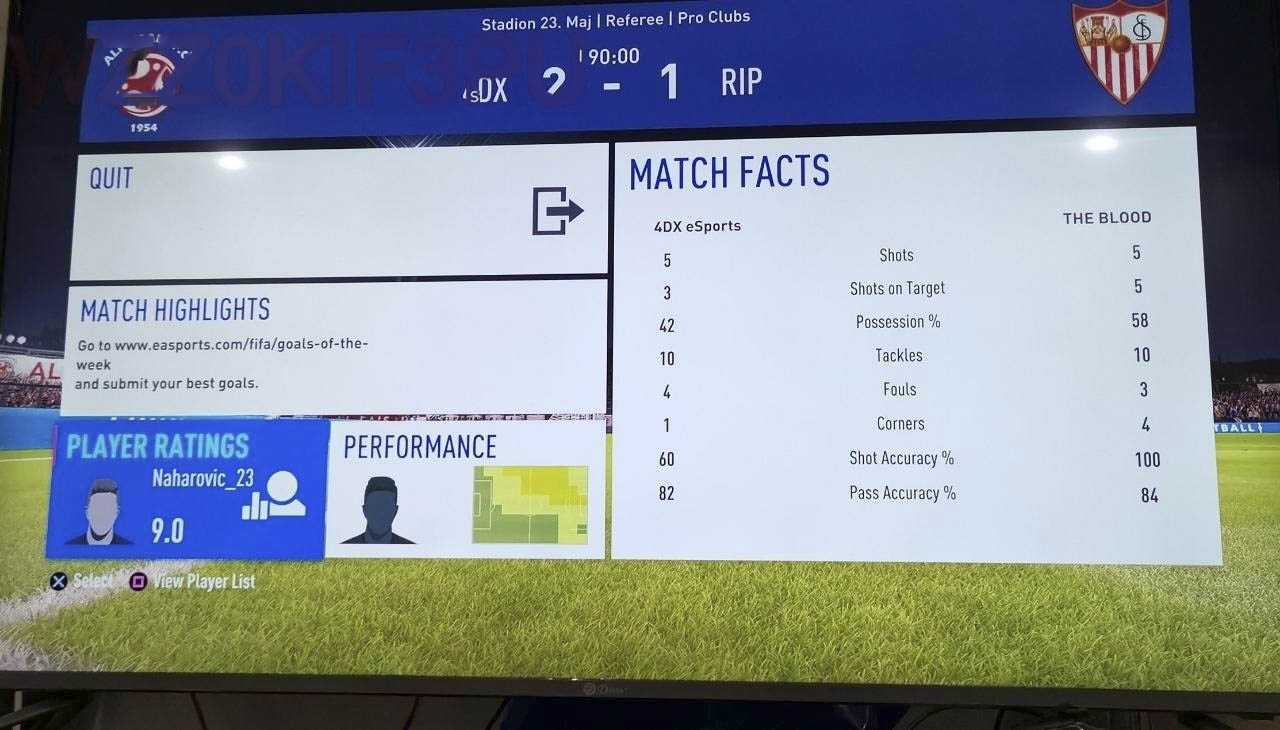 Stadion 23. Maj | Referee | Pro Clubs
90:00
DX 2 - 1 RIP
1954
QUIT
MATCH HIGHLIGHTS
Go to www.easports.com/fifa/goals-of-the-
week
and submit your best goals.
PLAYER RATINGS
Naharovic_23
9.0
PERFORMANCE
MATCH FACTS
4DX eSports THE BLOOD
5 Shots 5
3 Shots on Target 5
42 Possession % 58
10 Tackles 10
4 Fouls 3
1 Corners 4
60 Shot Accuracy % 100
82 Pass Accuracy % 84
Select View Player List